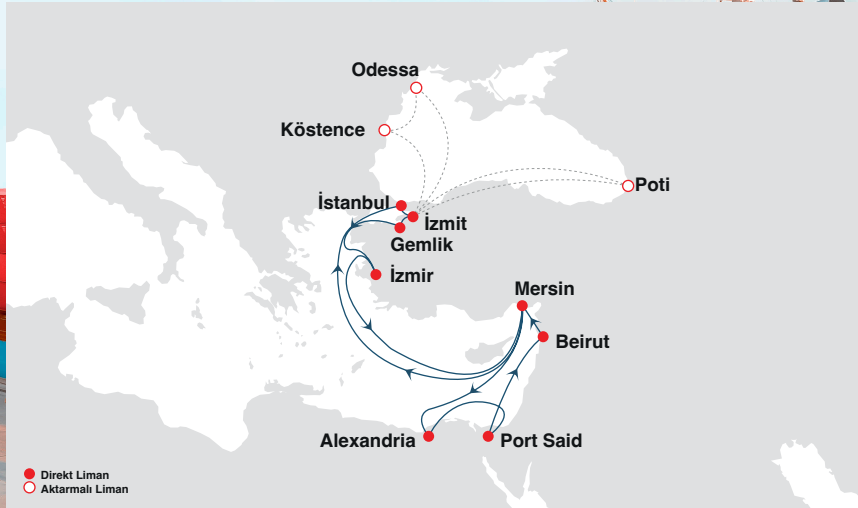 Odessa
Köstence
Poti
İstanbul
İzmit
Gemlik
İzmir
Mersin
Beirut
Alexandria
Port Said
Direkt Liman
Aktarmalı Liman